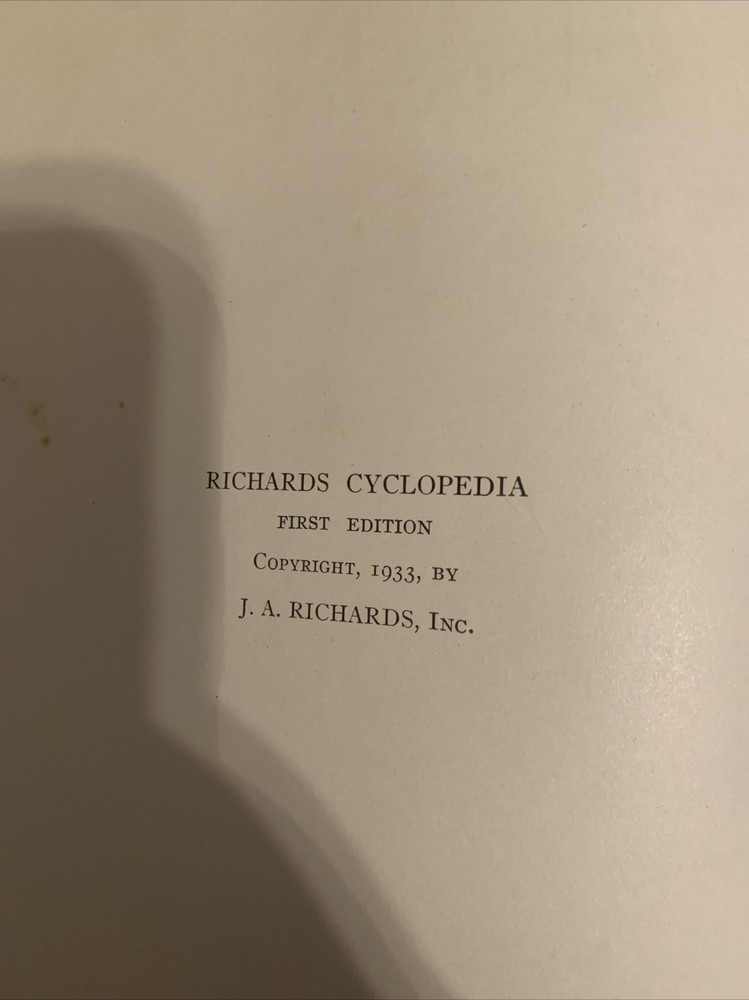 RICHARDS CYCLOPEDIA
FIRST EDITION
COPYRIGHT, 1933, BY
J. A. RICHARDS, INC.